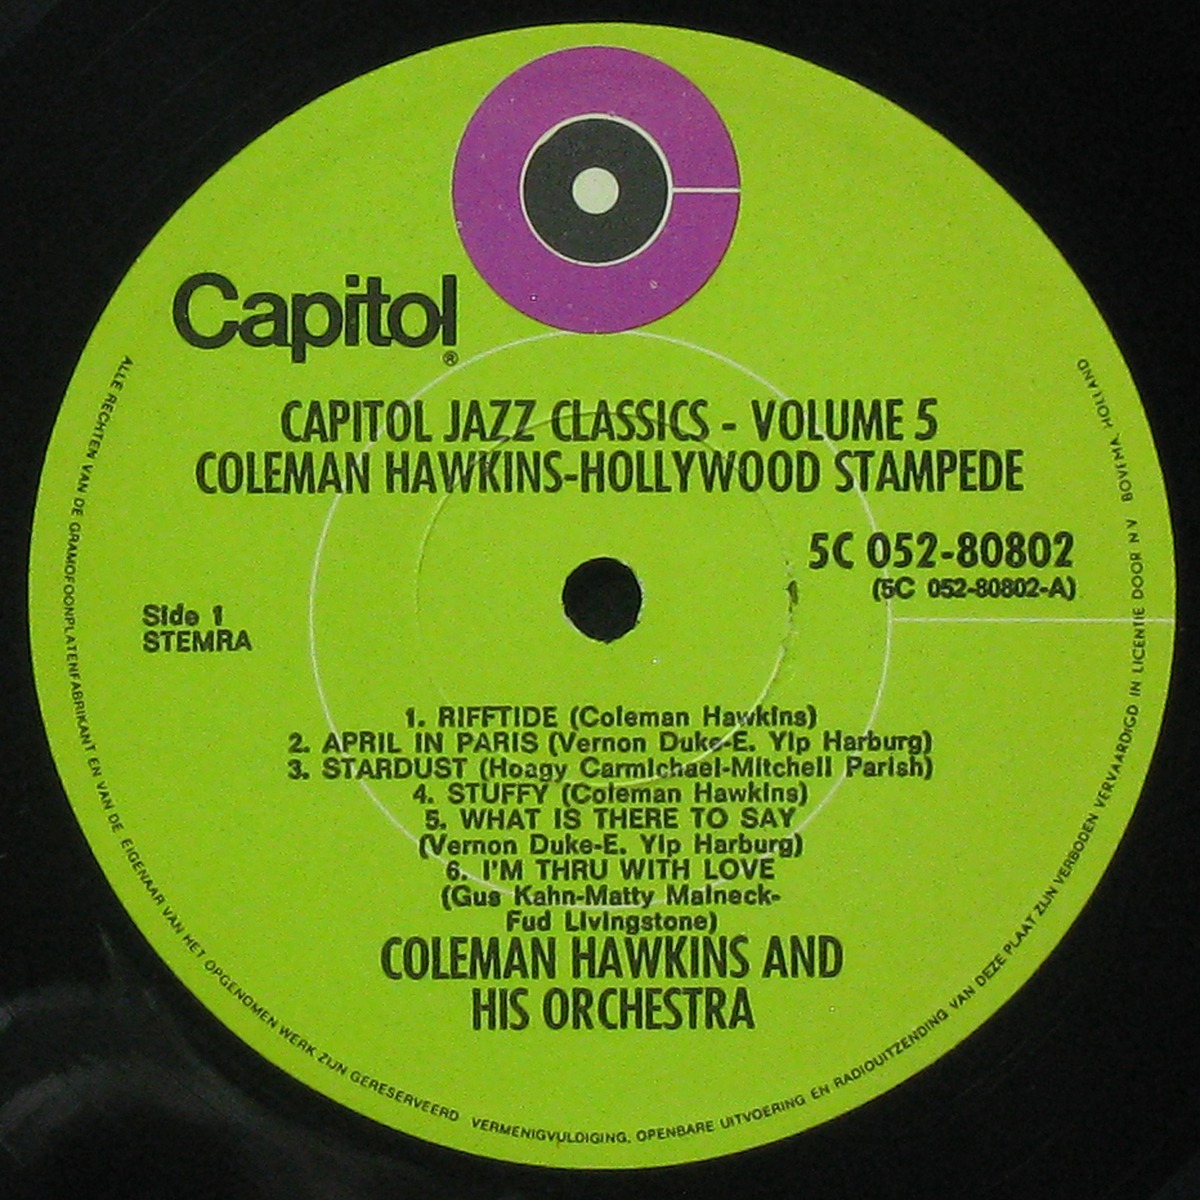 Capitol®
CAPITOL JAZZ CLASSICS - VOLUME 5
COLEMAN HAWKINS-HOLLYWOOD STAMPEDE
5C 052-80802
(5C 052-80802-A)
Side 1
STEMRA
1. RIFFTIDE (Coleman Hawkins)
2. APRIL IN PARIS (Vernon Duke-E. Yip Harburg)
3. STARDUST (Hoagy Carmichael-Mitchell Parish)
4. STUFFY (Coleman Hawkins)
5. WHAT IS THERE TO SAY
(Vernon Duke-E. Yip Harburg)
6. I'M THRU WITH LOVE
(Gus Kahn-Matty Malneck-
Fud Livingstone)
COLEMAN HAWKINS AND
HIS ORCHESTRA
ALLE RECHTEN VAN DE GRAMOFOONPLATENFABRIKANT EN VAN DE EIGENAAR VAN HET OPGENOMEN WERK ZIJN GERESERVEERD VERMENIGVULDIGING, OPENBARE UITVOERING EN RADIOUITZENDING VAN DEZE PLAAT ZIJN VERBODEN VERVAARDIGD IN LICENTIE DOOR N V BOVEMA HOLLAND